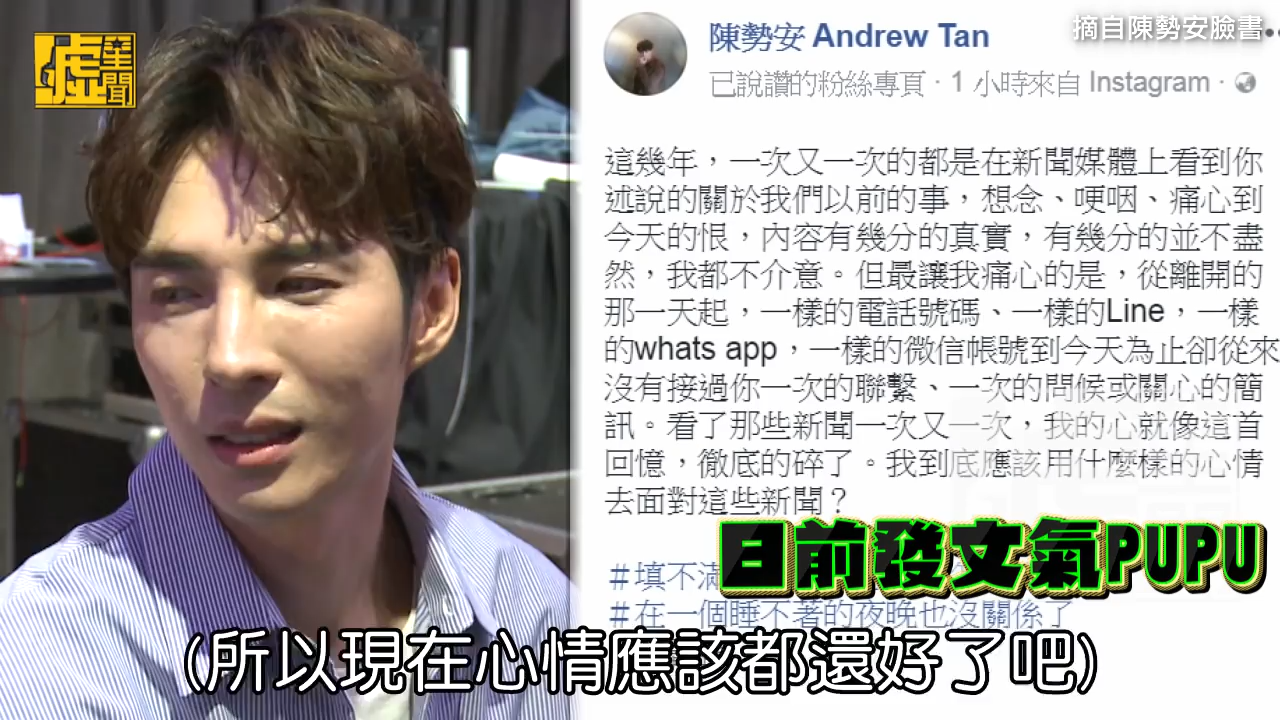 噓星聞
摘自陳勢安臉書
陳勢安 Andrew Tan
已說讚的粉絲專頁 · 1 小時來自 Instagram ·
這幾年，一次又一次的都是在新聞媒體上看到你
述說的關於我們以前的事，想念、哽咽、痛心到
今天的恨，內容有幾分的真實，有幾分的並不盡
然，我都不介意。但最讓我痛心的是，從離開的
那一天起，一樣的電話號碼、一樣的Line，一樣
的whats app，一樣的微信帳號到今天為止卻從來
沒有接過你一次的聯繫、一次的問候或關心的簡
訊。看了那些新聞一次又一次，我的心就像這首
回憶，徹底的碎了。我到底應該用什麼樣的心情
去面對這些新聞？
日前發文氣PUPU
#填不滿
#在一個睡不著的夜晚也沒關係了
(所以現在心情應該都還好了吧)